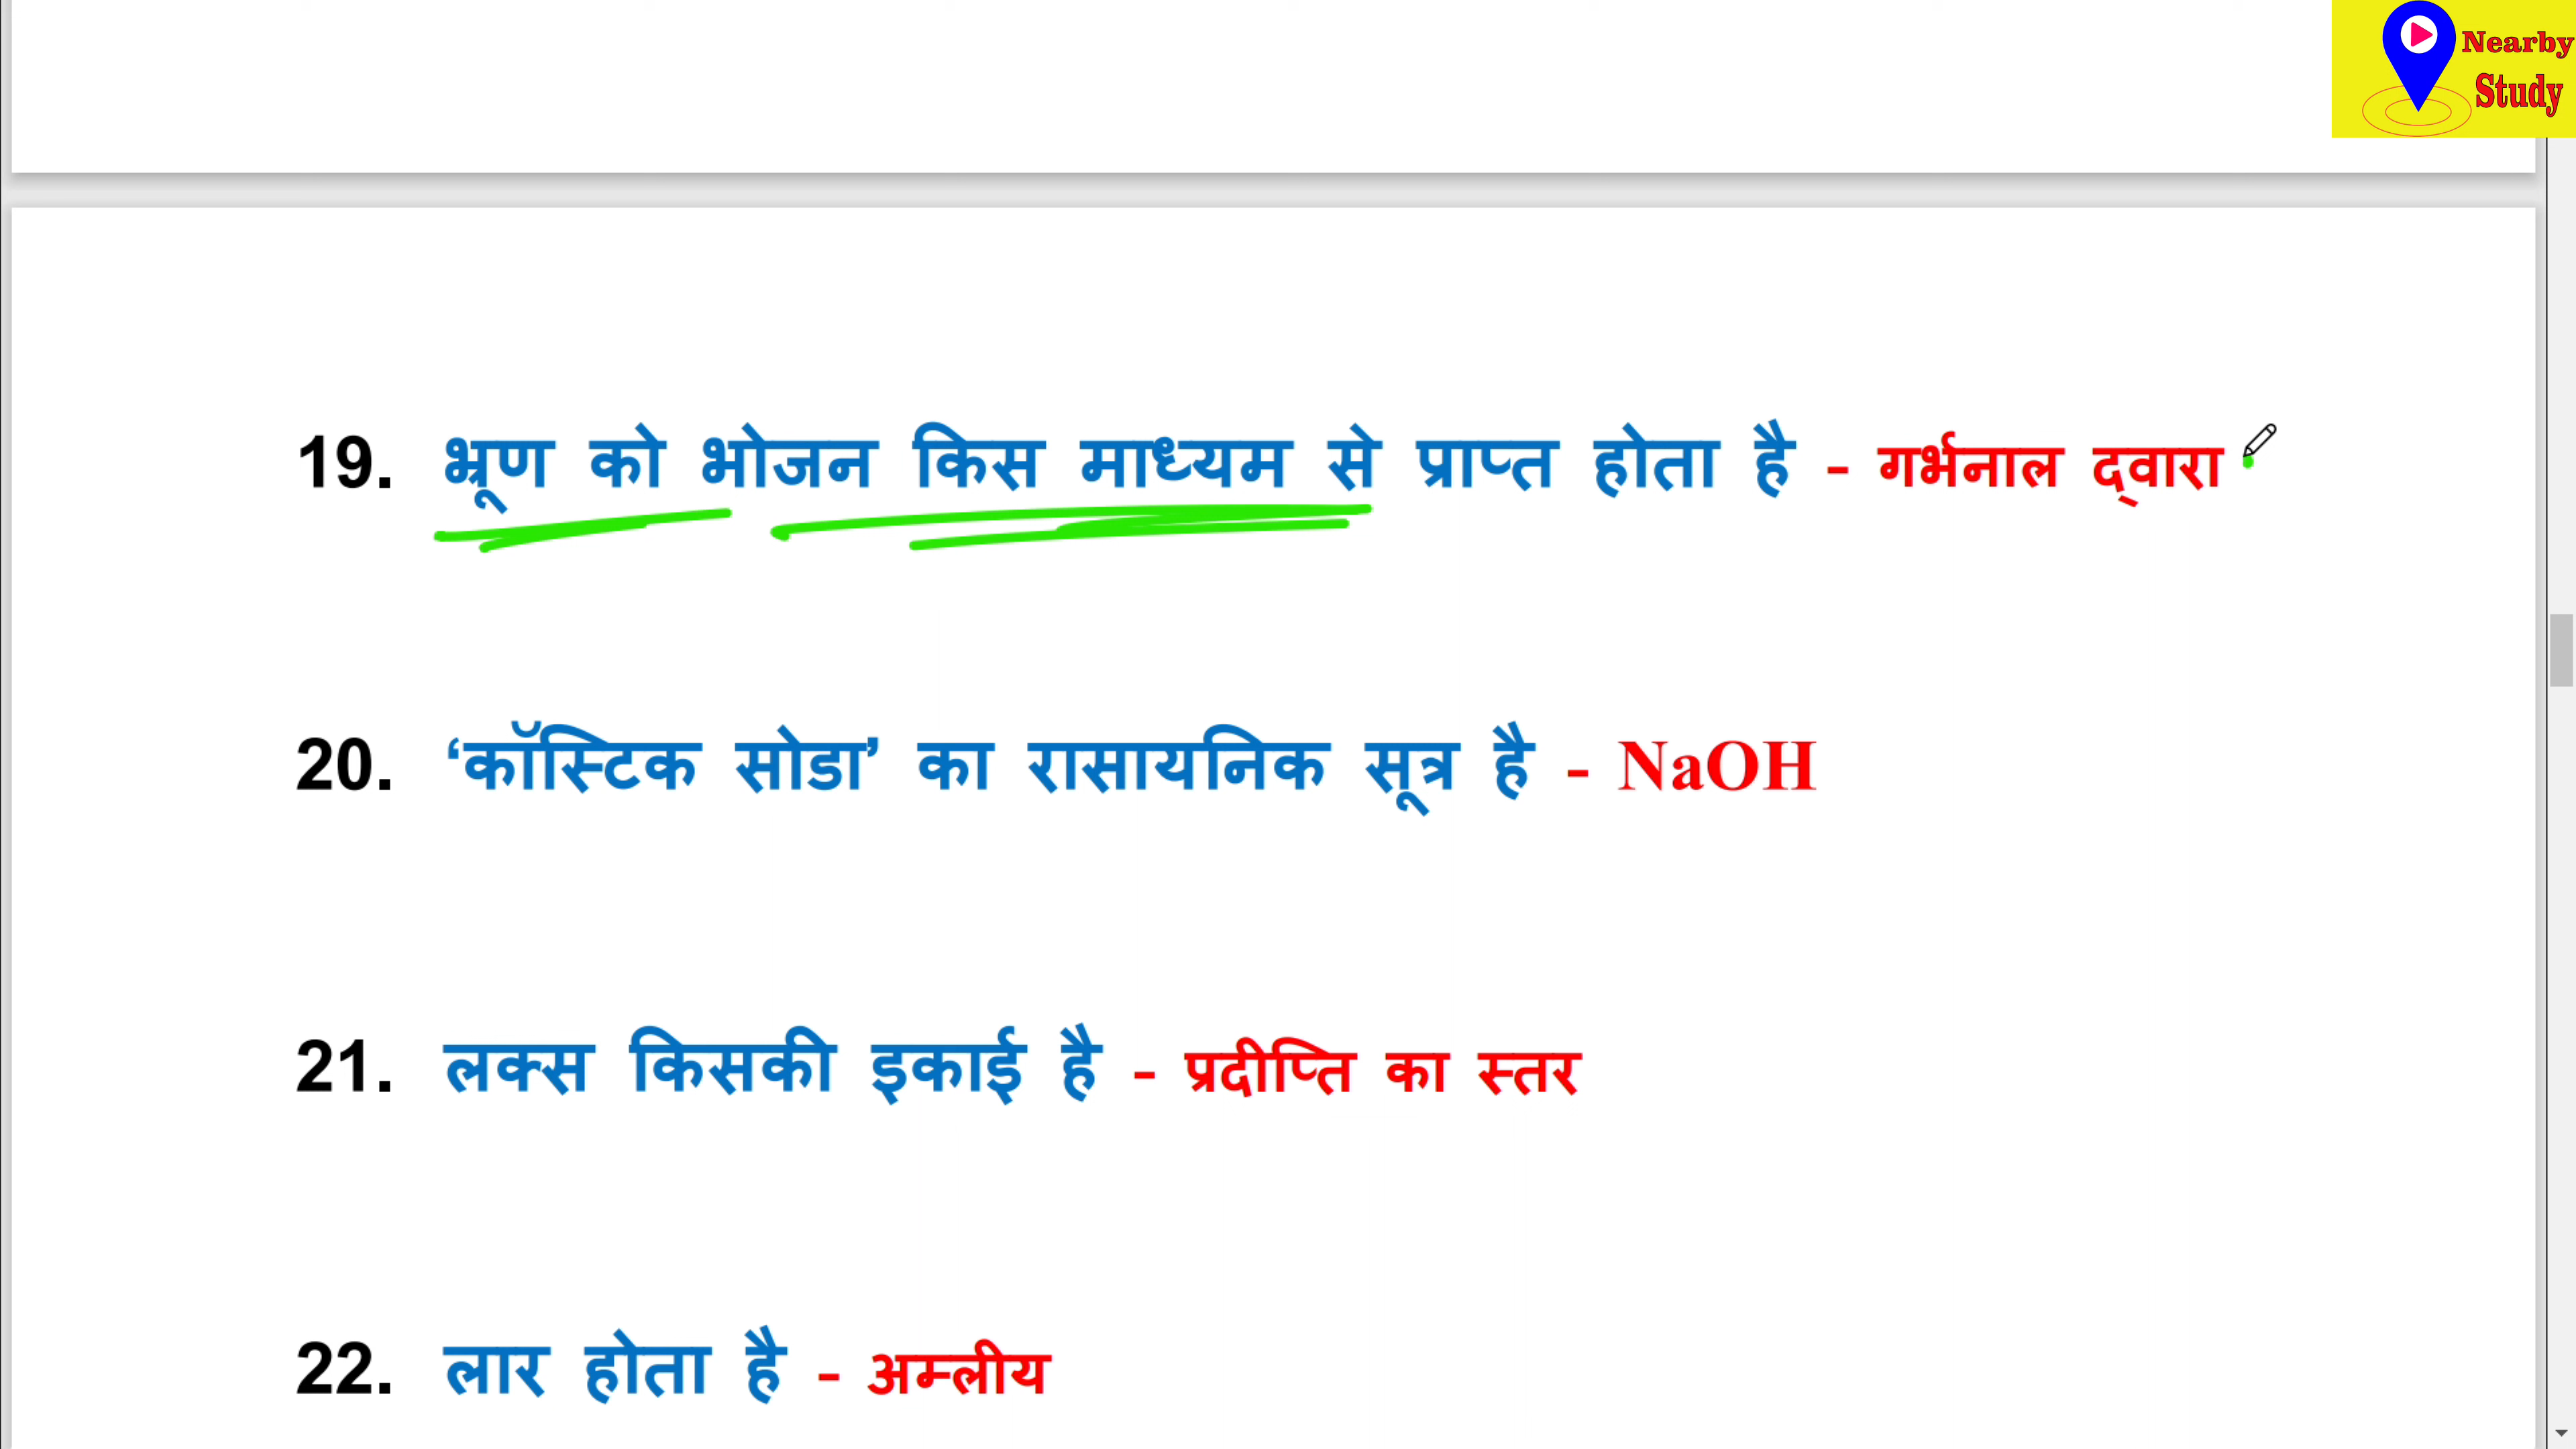 Nearby
Study
19. भ्रूण को भोजन किस माध्यम से प्राप्त होता है - गर्भनाल द्वारा
20. ‘कॉस्टिक सोडा’ का रासायनिक सूत्र है - NaOH
21. लक्स किसकी इकाई है - प्रदीप्ति का स्तर
22. लार होता है - अम्लीय